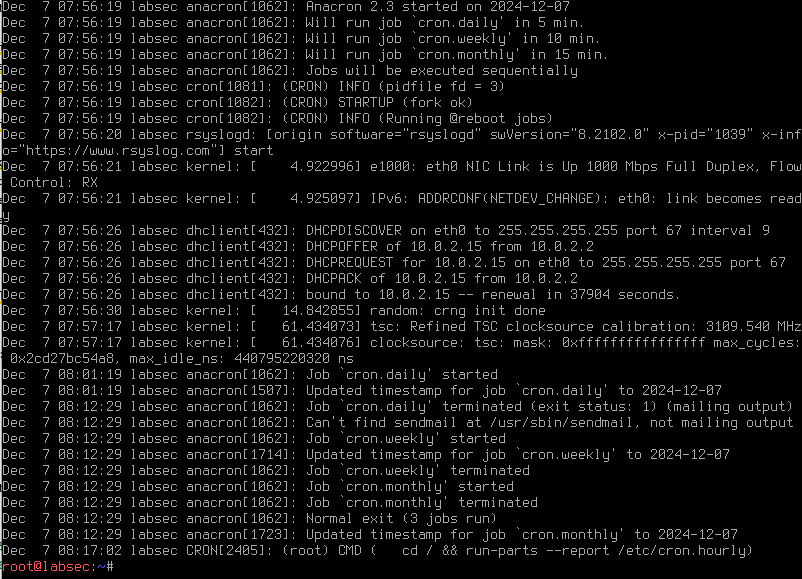 Dec  7 07:56:19 labsec anacron[1062]: Anacron 2.3 started on 2024-12-07
Dec  7 07:56:19 labsec anacron[1062]: Will run job `cron.daily' in 5 min.
Dec  7 07:56:19 labsec anacron[1062]: Will run job `cron.weekly' in 10 min.
Dec  7 07:56:19 labsec anacron[1062]: Will run job `cron.monthly' in 15 min.
Dec  7 07:56:19 labsec anacron[1062]: Jobs will be executed sequentially
Dec  7 07:56:19 labsec cron[1081]: (CRON) INFO (pidfile fd = 3)
Dec  7 07:56:19 labsec cron[1082]: (CRON) STARTUP (fork ok)
Dec  7 07:56:19 labsec cron[1082]: (CRON) INFO (Running @reboot jobs)
Dec  7 07:56:20 labsec rsyslogd: [origin software="rsyslogd" swVersion="8.2102.0" x-pid="1039" x-inf
o="https://www.rsyslog.com"] start
Dec  7 07:56:21 labsec kernel: [    4.922996] e1000: eth0 NIC Link is Up 1000 Mbps Full Duplex, Flow
 Control: RX
Dec  7 07:56:21 labsec kernel: [    4.925097] IPv6: ADDRCONF(NETDEV_CHANGE): eth0: link becomes read
y
Dec  7 07:56:26 labsec dhclient[432]: DHCPDISCOVER on eth0 to 255.255.255.255 port 67 interval 9
Dec  7 07:56:26 labsec dhclient[432]: DHCPOFFER of 10.0.2.15 from 10.0.2.2
Dec  7 07:56:26 labsec dhclient[432]: DHCPREQUEST for 10.0.2.15 on eth0 to 255.255.255.255 port 67
Dec  7 07:56:26 labsec dhclient[432]: DHCPACK of 10.0.2.15 from 10.0.2.2
Dec  7 07:56:26 labsec dhclient[432]: bound to 10.0.2.15 -- renewal in 37904 seconds.
Dec  7 07:56:30 labsec kernel: [   14.842855] random: crng init done
Dec  7 07:57:17 labsec kernel: [   61.434073] tsc: Refined TSC clocksource calibration: 3109.540 MHz
Dec  7 07:57:17 labsec kernel: [   61.434076] clocksource: tsc: mask: 0xffffffffffffffff max_cycles:
 0x2cd27bc54a8, max_idle_ns: 440795220320 ns
Dec  7 08:01:19 labsec anacron[1062]: Job `cron.daily' started
Dec  7 08:01:19 labsec anacron[1507]: Updated timestamp for job `cron.daily' to 2024-12-07
Dec  7 08:12:29 labsec anacron[1062]: Job `cron.daily' terminated (exit status: 1) (mailing output)
Dec  7 08:12:29 labsec anacron[1062]: Can't find sendmail at /usr/sbin/sendmail, not mailing output
Dec  7 08:12:29 labsec anacron[1062]: Job `cron.weekly' started
Dec  7 08:12:29 labsec anacron[1714]: Updated timestamp for job `cron.weekly' to 2024-12-07
Dec  7 08:12:29 labsec anacron[1062]: Job `cron.weekly' terminated
Dec  7 08:12:29 labsec anacron[1062]: Job `cron.monthly' started
Dec  7 08:12:29 labsec anacron[1062]: Job `cron.monthly' terminated
Dec  7 08:12:29 labsec anacron[1062]: Normal exit (3 jobs run)
Dec  7 08:12:29 labsec anacron[1723]: Updated timestamp for job `cron.monthly' to 2024-12-07
Dec  7 08:17:02 labsec CRON[2405]: (root) CMD (   cd / && run-parts --report /etc/cron.hourly)
root@labsec:~#